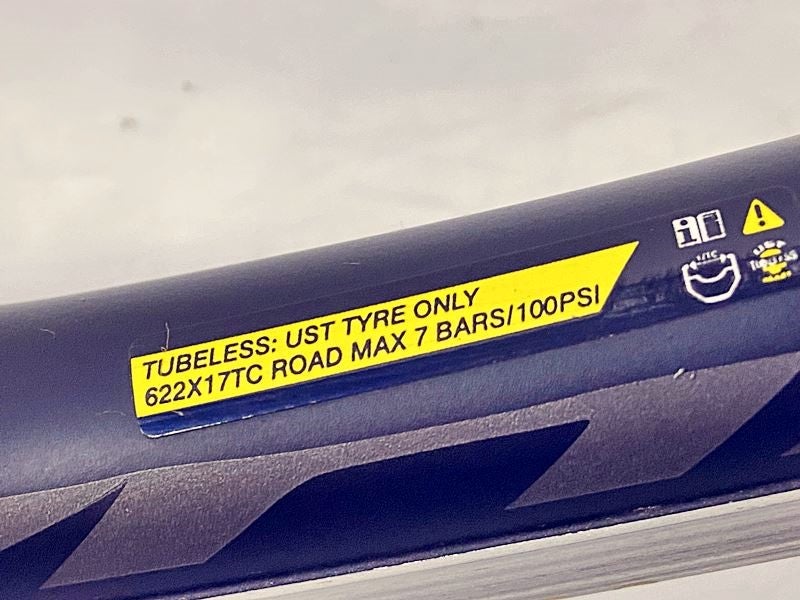 TUBELESS: UST TYRE ONLY
622X17TC ROAD MAX 7 BARS/100PSI